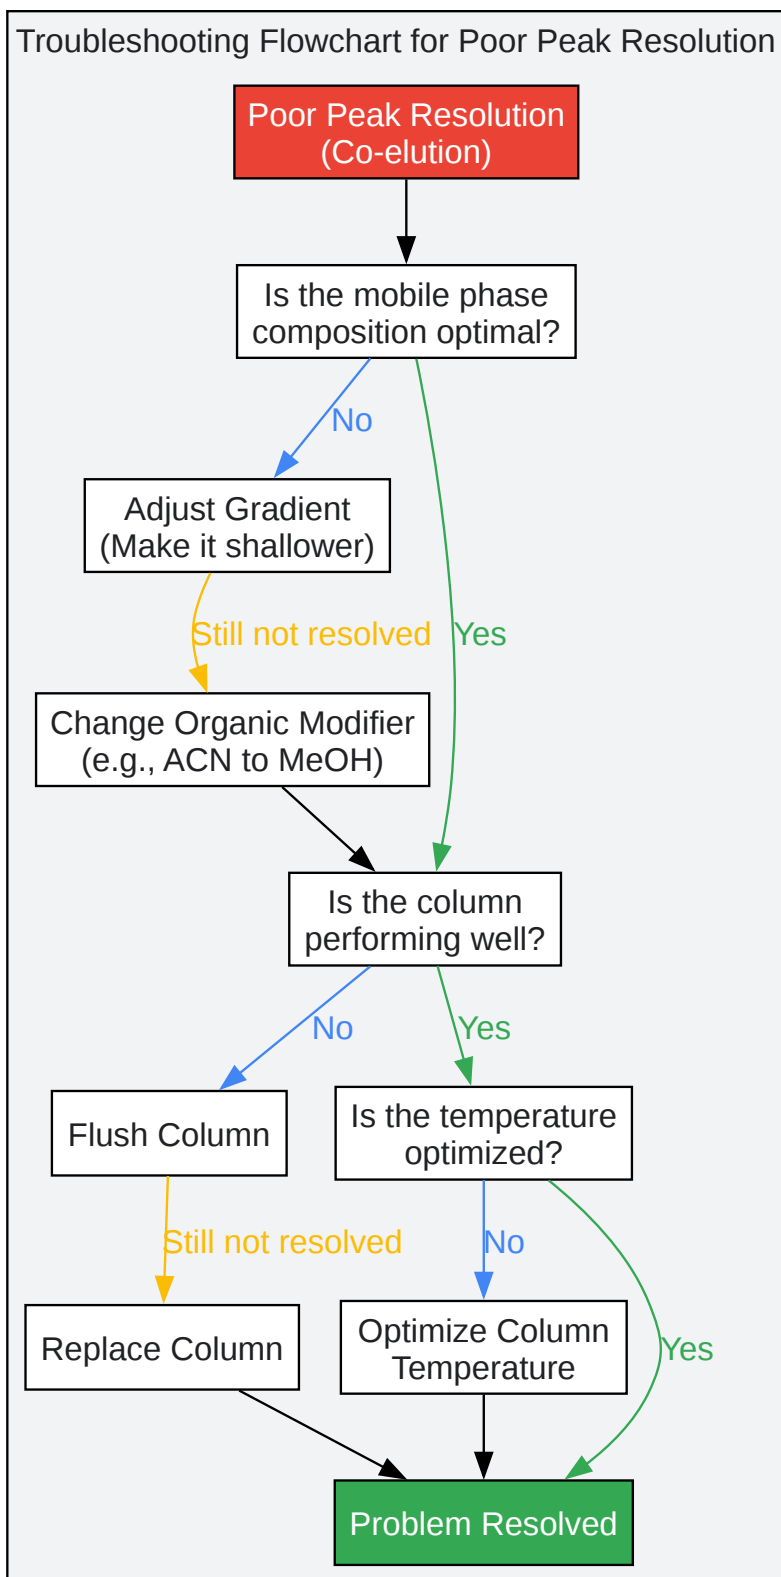 Troubleshooting Flowchart for Poor Peak Resolution
Poor Peak Resolution
(Co-elution)
Is the mobile phase
composition optimal?
No
Adjust Gradient
(Make it shallower)
Still not resolved
Yes
Change Organic Modifier
(e.g., ACN to MeOH)
Is the column
performing well?
No
Yes
Flush Column
Is the temperature
optimized?
Still not resolved
No
Replace Column
Optimize Column
Temperature
Yes
Problem Resolved